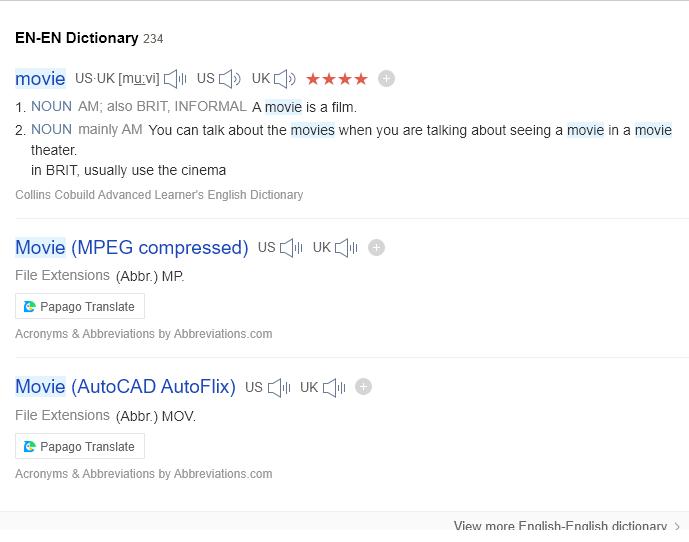 EN-EN Dictionary 234
movie US·UK [mu:vi] US UK ★★★★
1. NOUN AM; also BRIT, INFORMAL A movie is a film.
2. NOUN mainly AM You can talk about the movies when you are talking about seeing a movie in a movie
theater.
in BRIT, usually use the cinema
Collins Cobuild Advanced Learner's English Dictionary
Movie (MPEG compressed) US UK
File Extensions (Abbr.) MP.
Papago Translate
Acronyms & Abbreviations by Abbreviations.com
Movie (AutoCAD AutoFlix) US UK
File Extensions (Abbr.) MOV.
Papago Translate
Acronyms & Abbreviations by Abbreviations.com
View more English-English dictionary >